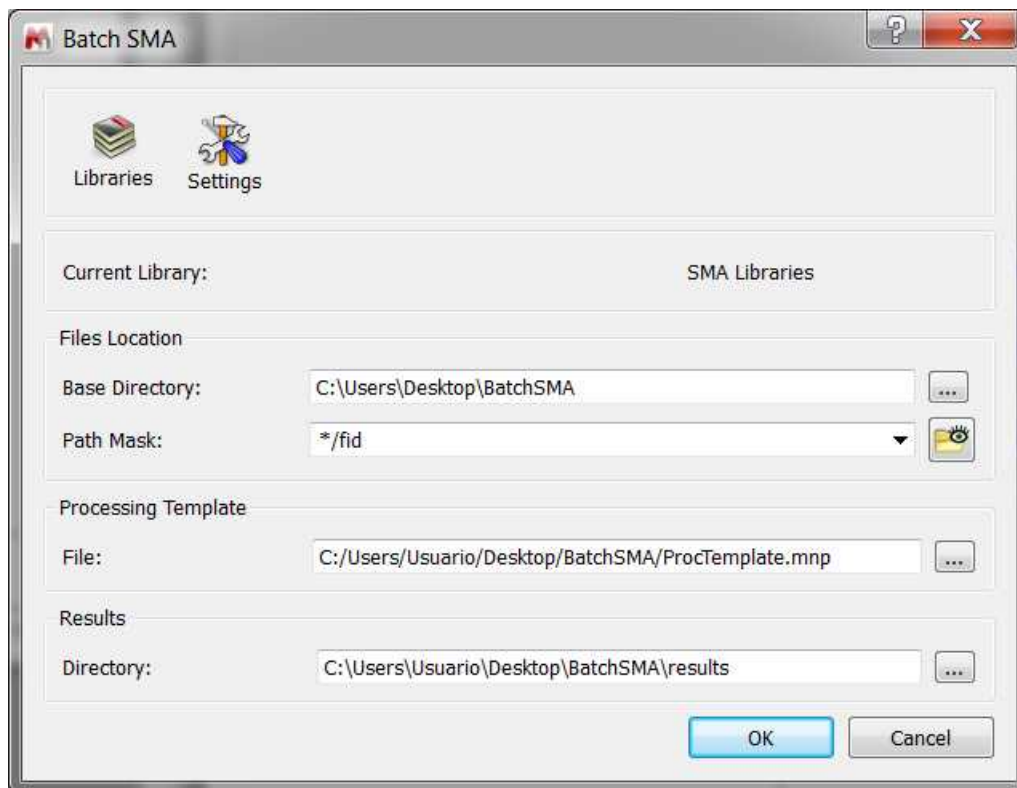 Batch SMA
Libraries Settings
Current Library: SMA Libraries
Files Location
Base Directory: C:\Users\Desktop\BatchSMA ...
Path Mask: */fid
Processing Template
File: C:/Users/Usuario/Desktop/BatchSMA/ProcTemplate.mnp ...
Results
Directory: C:\Users\Usuario\Desktop\BatchSMA\results ...
OK Cancel